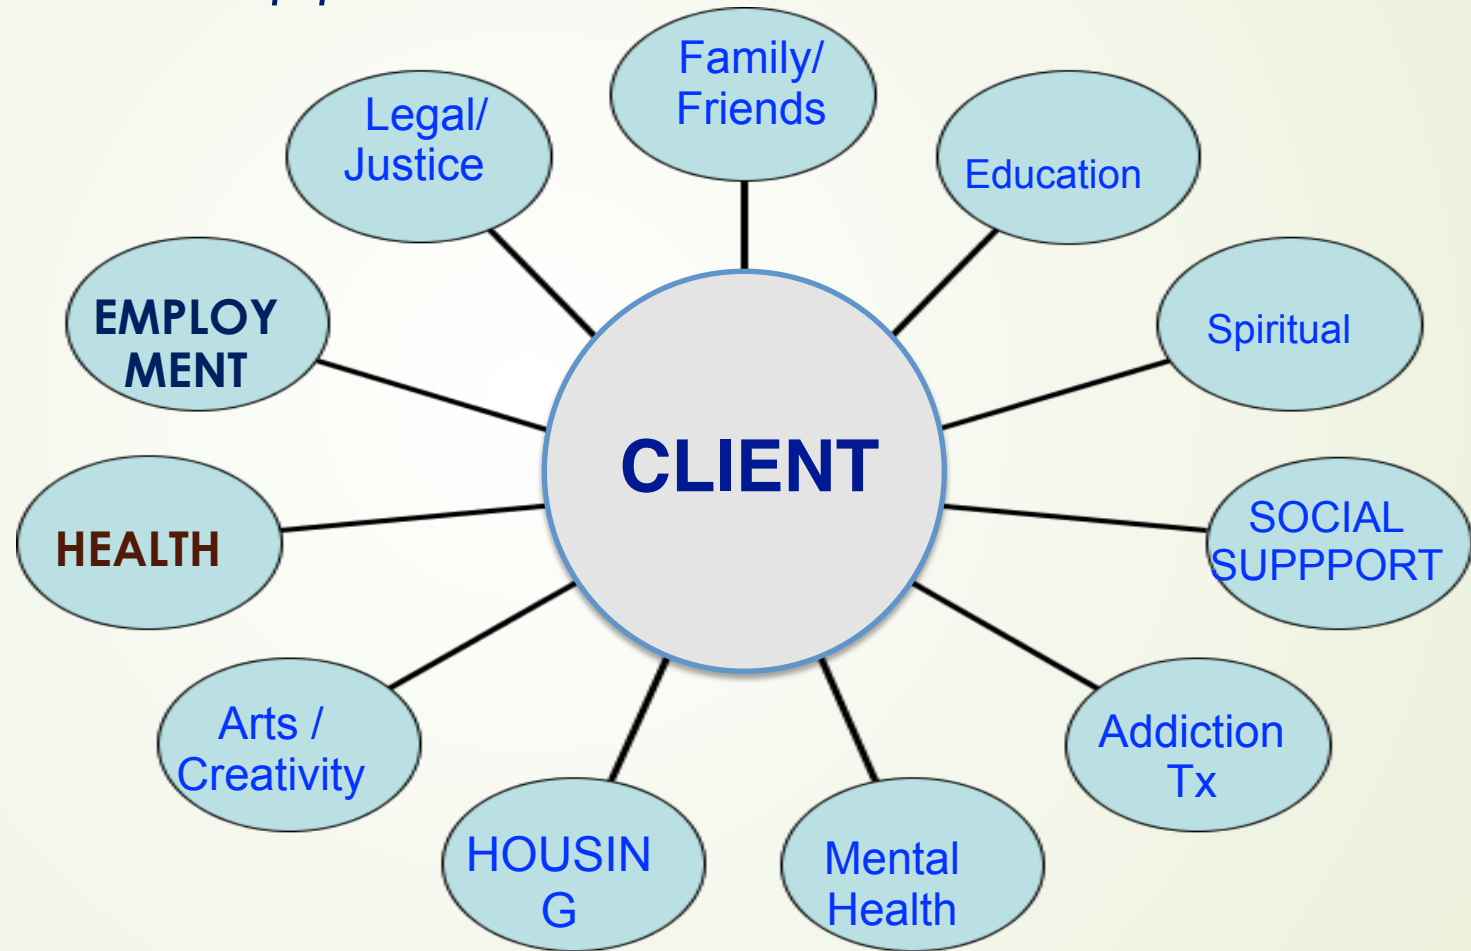 Family/
Friends
Legal/
Justice
Education
EMPLOY
MENT
Spiritual
CLIENT
HEALTH
SOCIAL
SUPPPORT
Arts /
Creativity
Addiction
Tx
HOUSIN
G
Mental
Health